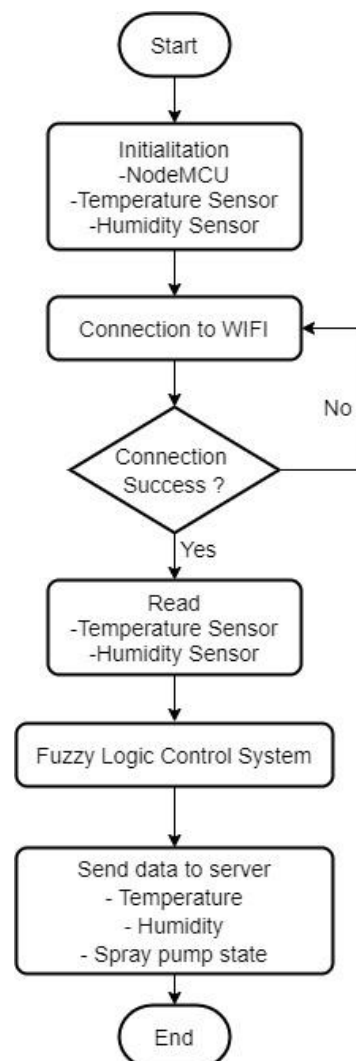 Start
Initialitation
-NodeMCU
-Temperature Sensor
-Humidity Sensor
Connection to WIFI
No
Connection
Success ?
Yes
Read
-Temperature Sensor
-Humidity Sensor
Fuzzy Logic Control System
Send data to server
- Temperature
- Humidity
- Spray pump state
End